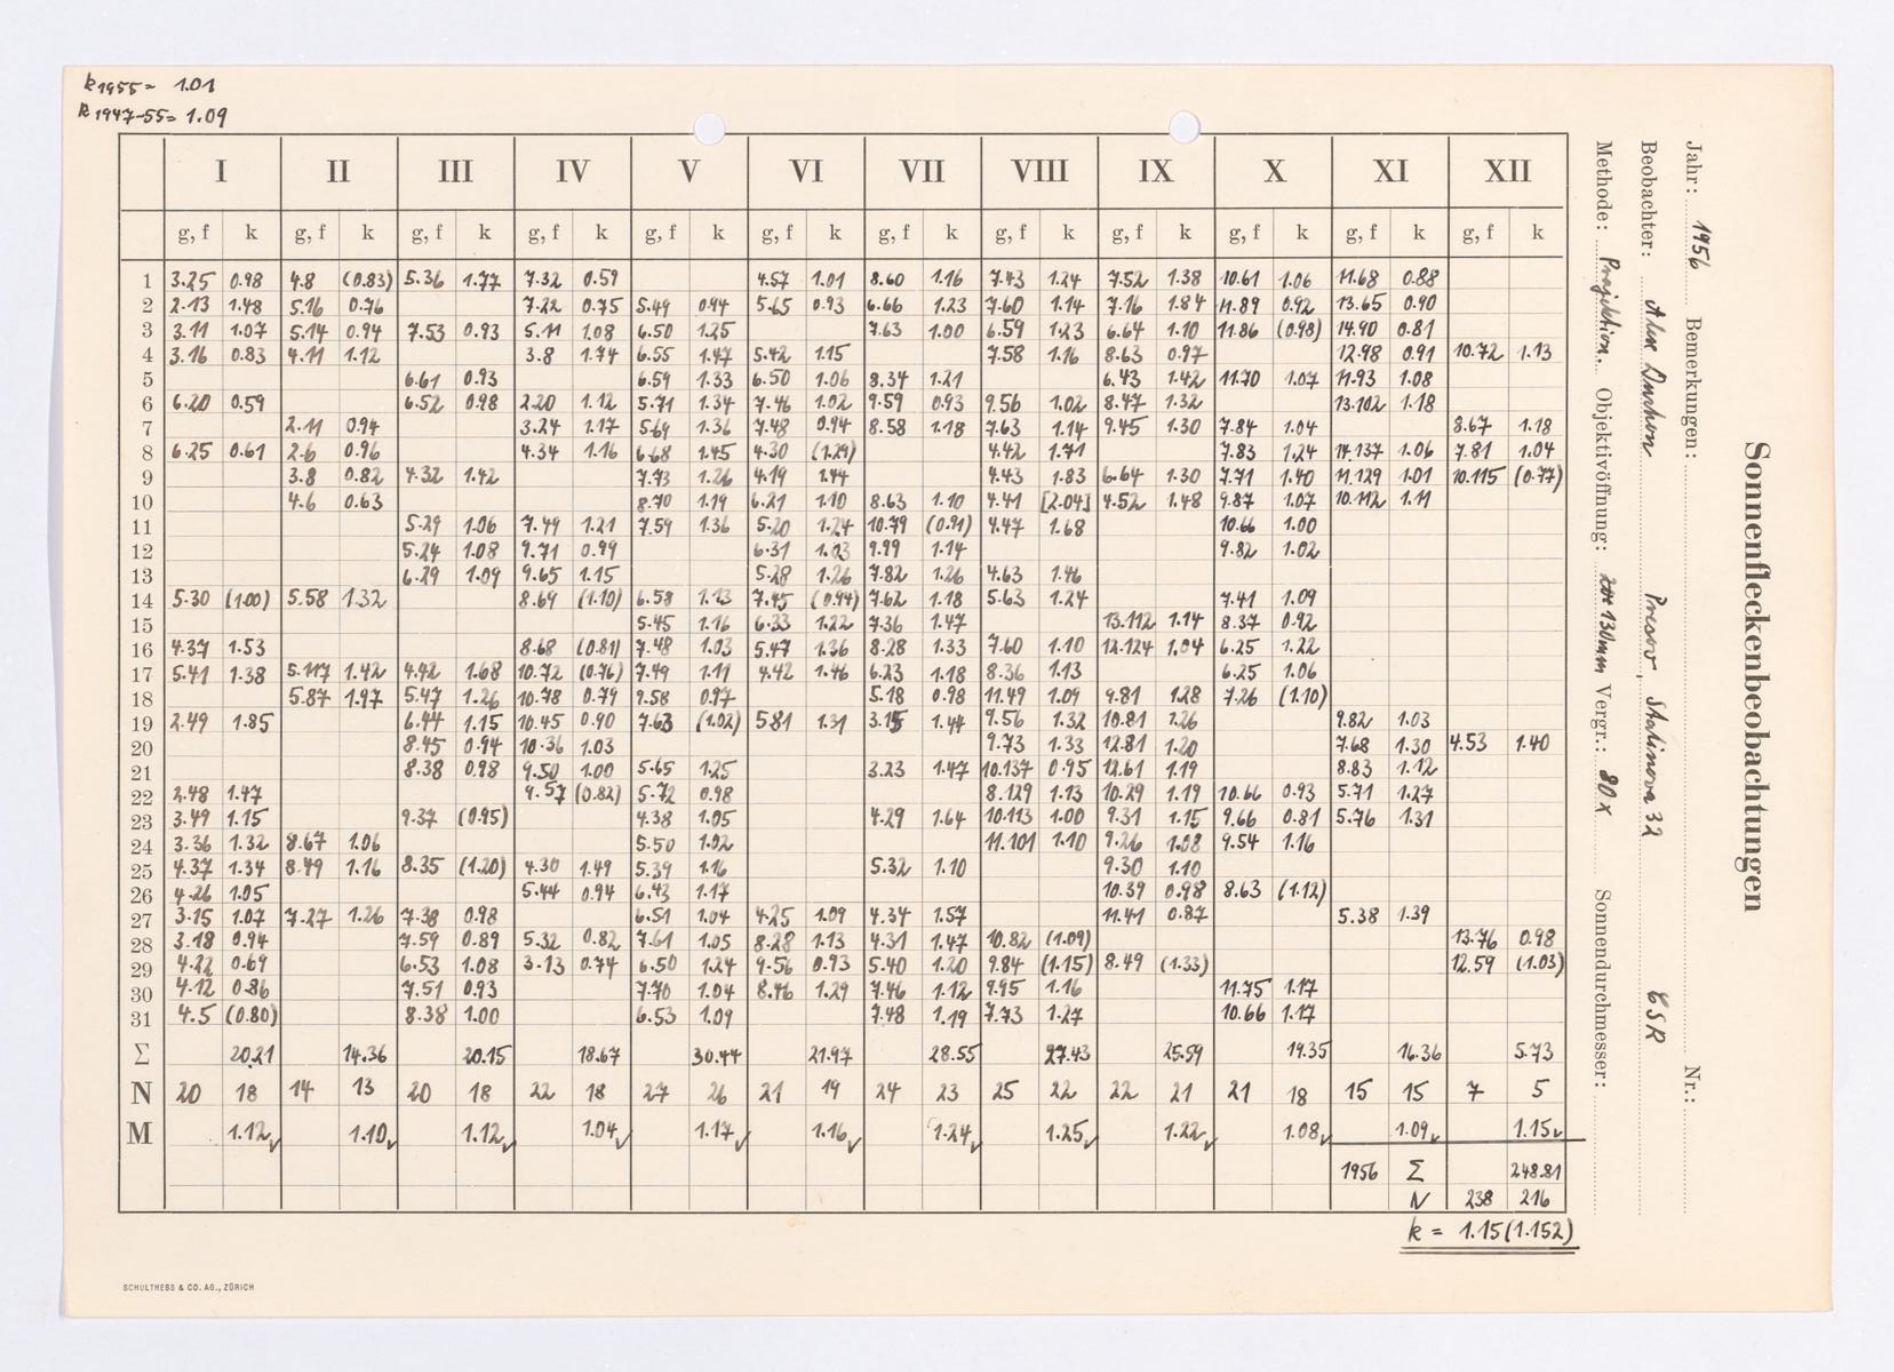 k 1955 = 1.01
k 1947-55 = 1.09
I II III IV V VI VII VIII IX X XI XII
g, f k g, f k g, f k g, f k g, f k g, f k g, f k g, f k g, f k g, f k g, f k g, f k
1 3.25 0.98 4.8 (0.83) 5.36 1.77 7.32 0.59 4.57 1.01 8.60 1.16 7.43 1.24 7.52 1.38 10.61 1.06 11.68 0.88
2 2.13 1.48 5.16 0.76 7.22 0.75 5.49 0.94 5.65 0.93 6.66 1.23 7.60 1.14 7.16 1.84 11.89 0.92 13.65 0.90
3 3.11 1.07 5.14 0.94 7.53 0.93 5.11 1.08 6.50 1.25 7.63 1.00 6.59 1.23 6.64 1.10 11.86 (0.98) 14.90 0.81
4 3.16 0.83 4.11 1.12 3.8 1.74 6.55 1.47 5.42 1.15 7.58 1.16 8.63 0.97 12.98 0.91 10.72 1.13
5 6.61 0.93 6.59 1.33 6.50 1.06 8.34 1.21 6.43 1.42 11.70 1.07 11.93 1.08
6 6.20 0.59 6.52 0.98 2.20 1.12 5.71 1.34 7.46 1.02 9.59 0.93 9.56 1.02 8.47 1.32 13.102 1.18
7 2.11 0.94 3.24 1.17 5.69 1.36 7.48 0.94 8.58 1.18 7.63 1.14 9.45 1.30 7.84 1.04 8.67 1.18
8 6.25 0.61 2.6 0.96 4.34 1.16 6.68 1.45 4.30 (1.29) 4.42 1.71 7.83 1.24 14.137 1.06 7.81 1.04
9 3.8 0.82 4.32 1.42 7.73 1.26 4.19 1.44 4.43 1.83 6.64 1.30 7.71 1.40 11.129 1.01 10.115 (0.77)
10 4.6 0.63 8.70 1.19 6.21 1.10 8.63 1.10 4.41 [2.04] 4.52 1.48 9.87 1.07 10.112 1.11
11 5.29 1.06 7.49 1.21 7.59 1.36 5.20 1.24 10.79 (0.91) 4.47 1.68 10.66 1.00
12 5.24 1.08 9.71 0.99 6.31 1.03 9.99 1.14 9.82 1.02
13 6.29 1.09 9.65 1.15 5.28 1.26 7.82 1.26 4.63 1.46
14 5.30 (1.00) 5.58 1.32 8.69 (1.10) 6.58 1.13 7.45 (0.94) 7.62 1.18 5.63 1.24 7.41 1.09
15 5.45 1.16 6.33 1.22 7.36 1.47 13.112 1.14 8.37 0.92
16 4.37 1.53 8.68 (0.81) 7.48 1.03 5.47 1.36 8.28 1.33 7.60 1.10 12.124 1.04 6.25 1.22
17 5.41 1.38 5.117 1.42 4.42 1.68 10.72 (0.76) 7.49 1.11 4.42 1.46 6.23 1.18 8.36 1.13 6.25 1.06
18 5.87 1.97 5.47 1.26 10.78 0.79 9.58 0.97 5.18 0.98 11.49 1.09 9.81 1.28 7.26 (1.10)
19 2.49 1.85 6.44 1.15 10.45 0.90 7.63 (1.02) 5.81 1.31 3.15 1.44 9.56 1.32 10.81 1.26 9.82 1.03
20 8.45 0.94 10.36 1.03 9.73 1.33 12.81 1.20 7.68 1.30 4.53 1.40
21 8.38 0.98 9.50 1.00 5.65 1.25 3.23 1.47 10.137 0.95 12.61 1.19 8.83 1.12
22 2.48 1.47 9.57 (0.82) 5.72 0.98 8.129 1.13 10.29 1.19 10.66 0.93 5.71 1.27
23 3.49 1.15 9.37 (0.95) 4.38 1.05 4.29 1.64 10.113 1.00 9.31 1.15 9.66 0.81 5.76 1.31
24 3.36 1.32 8.67 1.06 5.50 1.02 11.101 1.10 9.26 1.08 9.54 1.16
25 4.37 1.34 8.49 1.16 8.35 (1.20) 4.30 1.49 5.39 1.16 5.32 1.10 9.30 1.10
26 4.26 1.05 5.44 0.94 6.43 1.17 10.39 0.98 8.63 (1.12)
27 3.15 1.07 7.27 1.26 7.38 0.98 6.51 1.04 4.25 1.09 4.34 1.57 11.41 0.87 5.38 1.39
28 3.18 0.94 7.59 0.89 5.32 0.82 7.61 1.05 8.28 1.13 4.31 1.47 10.82 (1.09) 13.76 0.98
29 4.22 0.69 6.53 1.08 3.13 0.74 6.50 1.24 9.56 0.93 5.40 1.20 9.84 (1.15) 8.49 (1.33) 12.59 (1.03)
30 4.12 0.86 7.51 0.93 7.70 1.04 8.46 1.29 7.46 1.12 9.95 1.16 11.75 1.17
31 4.5 (0.80) 8.38 1.00 6.53 1.09 7.48 1.19 7.73 1.27 10.66 1.17
Σ 20.21 14.36 20.15 18.67 30.44 21.97 28.55 27.43 25.59 19.35 16.36 5.73
N 20 18 14 13 20 18 22 18 27 26 21 19 24 23 25 22 22 21 21 18 15 15 7 5
M 1.12 1.10 1.12 1.04 1.17 1.16 1.24 1.25 1.22 1.08 1.09 1.15
1956 Σ 248.81
N 238 216
k = 1.15 (1.152)
SCHULTHESS & CO. AG., ZÜRICH
Sonnenfleckenbeobachtungen
Jahr: 1956 Bemerkungen: Nr.:
Beobachter: Presov, Stalinova 32 ČSR
Methode: Projektion. Objektivöffnung: 130mm Vergr.: 80 x Sonnendurchmesser: